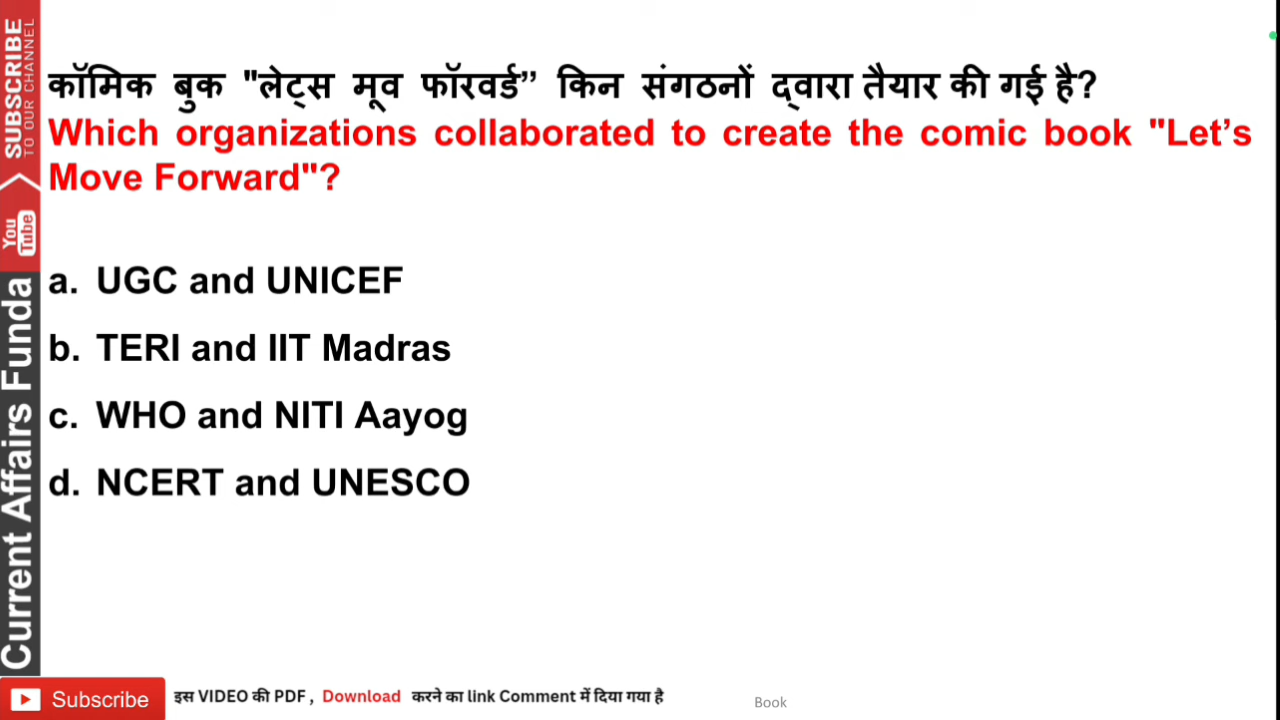 कॉमिक बुक "लेट्स मूव फॉरवर्ड” किन संगठनों द्वारा तैयार की गई है?
Which organizations collaborated to create the comic book "Let’s
Move Forward"?
a. UGC and UNICEF
b. TERI and IIT Madras
c. WHO and NITI Aayog
d. NCERT and UNESCO
SUBSCRIBE
TO OUR CHANNEL
You
Tube
Current Affairs Funda
Subscribe
इस VIDEO की PDF , Download करने का link Comment में दिया गया है
Book